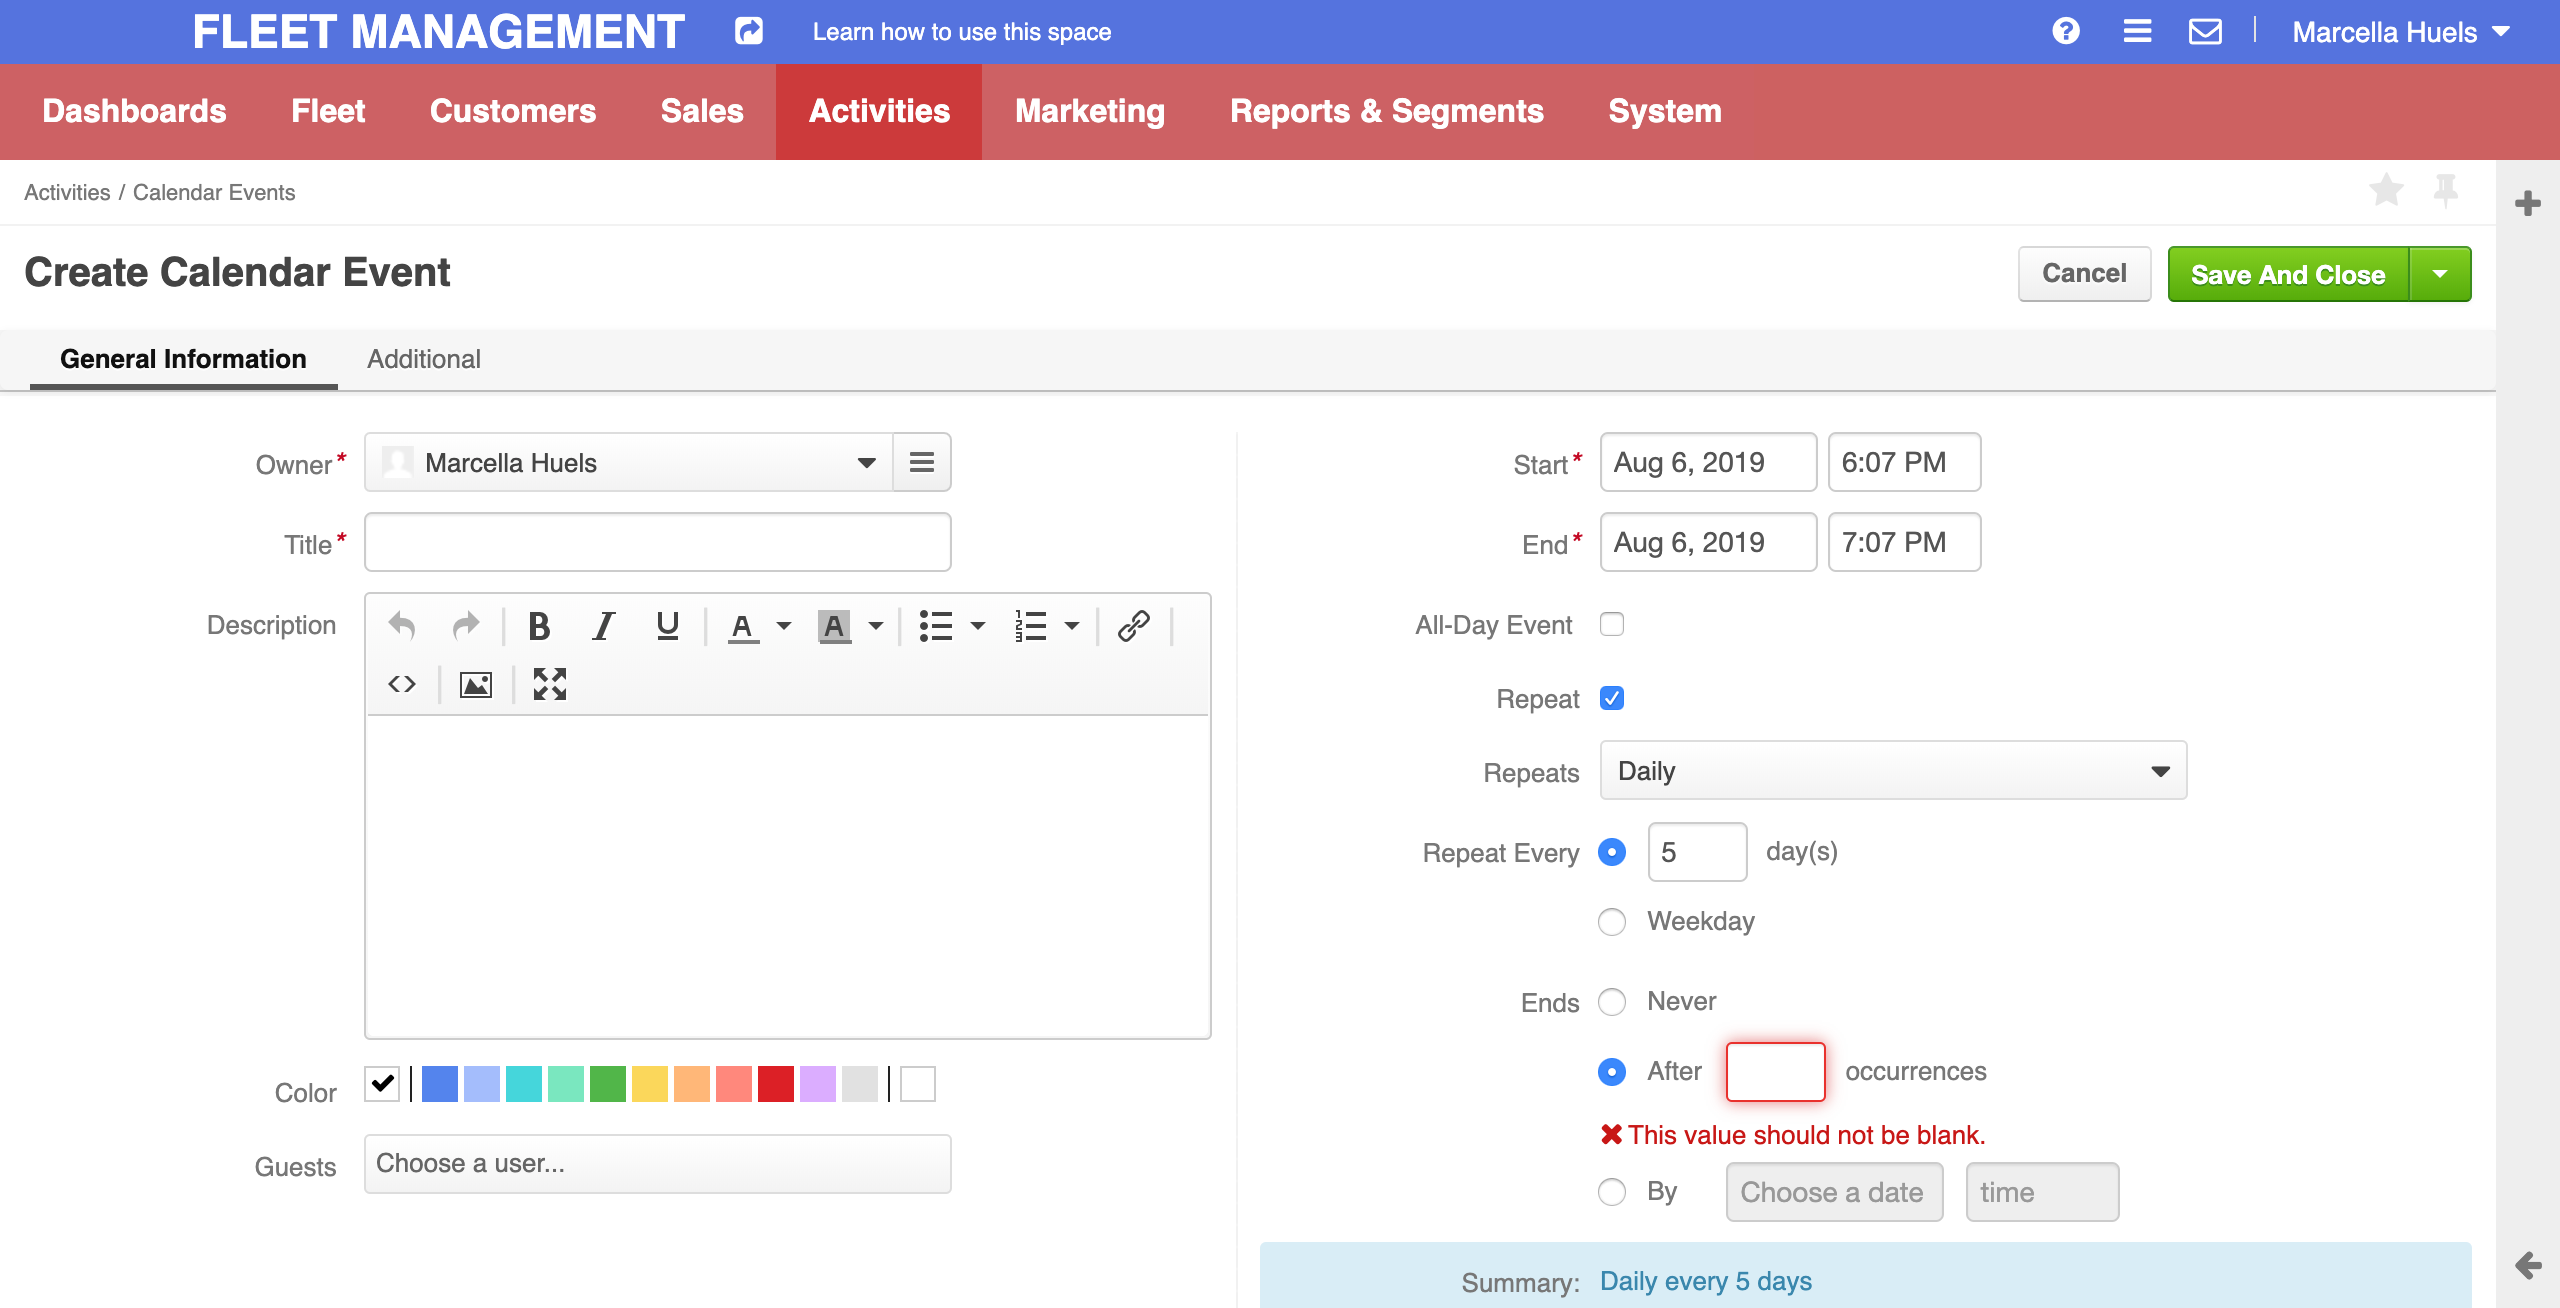 FLEET MANAGEMENT
Learn how to use this space
Marcella Huels
Dashboards
Fleet
Customers
Sales
Activities
Marketing
Reports & Segments
System
Activities / Calendar Events
Create Calendar Event
Cancel
Save And Close
General Information
Additional
Owner*
Marcella Huels
Title*
Description
B I U A A
Color
Guests
Choose a user...
Start*
Aug 6, 2019
6:07 PM
End*
Aug 6, 2019
7:07 PM
All-Day Event
Repeat
Repeats
Daily
Repeat Every
5
day(s)
Weekday
Ends
Never
After
occurrences
This value should not be blank.
By
Choose a date
time
Summary:
Daily every 5 days